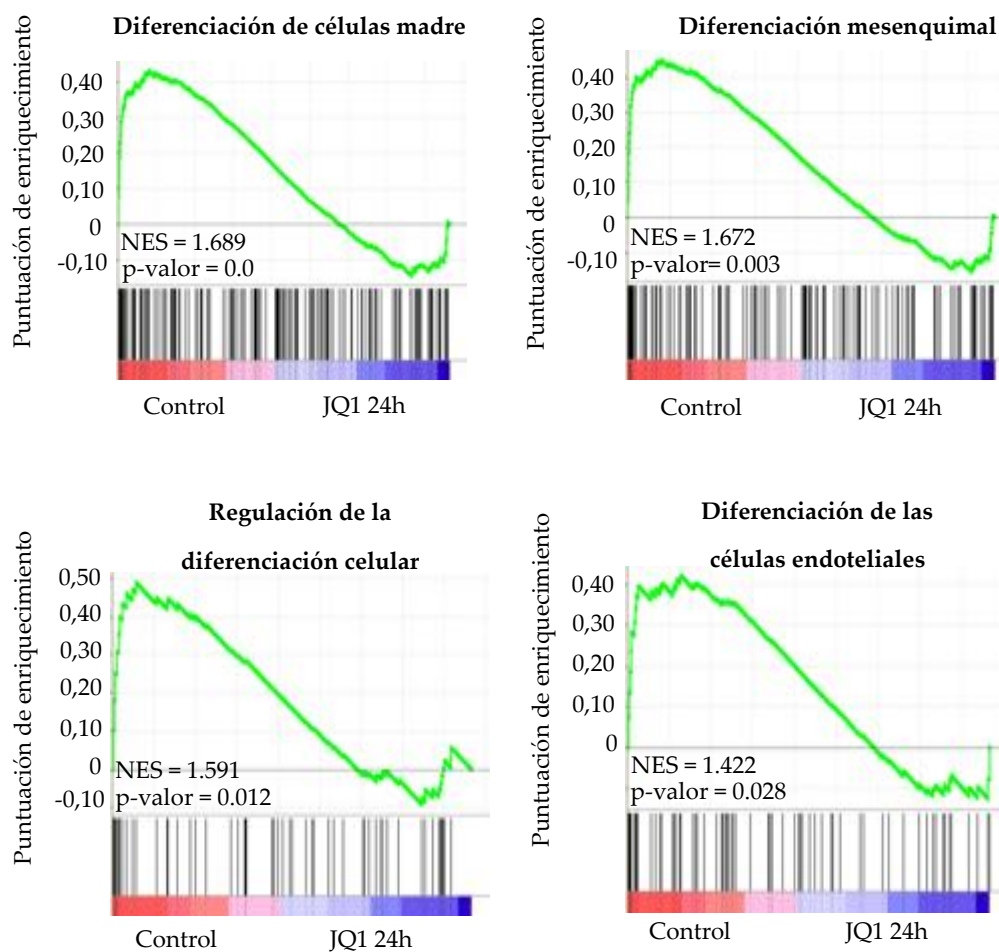 Diferenciación de células madre
Puntuación de enriquecimiento
0,40
0,30
0,20
0,10
0
-0,10
NES = 1.689
p-valor = 0.0
Control
JQ1 24h
Diferenciación mesenquimal
Puntuación de enriquecimiento
0,40
0,30
0,20
0,10
0
-0,10
NES = 1.672
p-valor= 0.003
Control
JQ1 24h
Regulación de la
diferenciación celular
Puntuación de enriquecimiento
0,50
0,40
0,30
0,20
0,10
0
-0,10
NES = 1.591
p-valor = 0.012
Control
JQ1 24h
Diferenciación de las
células endoteliales
Puntuación de enriquecimiento
0,40
0,30
0,20
0,10
0
NES = 1.422
p-valor = 0.028
Control
JQ1 24h